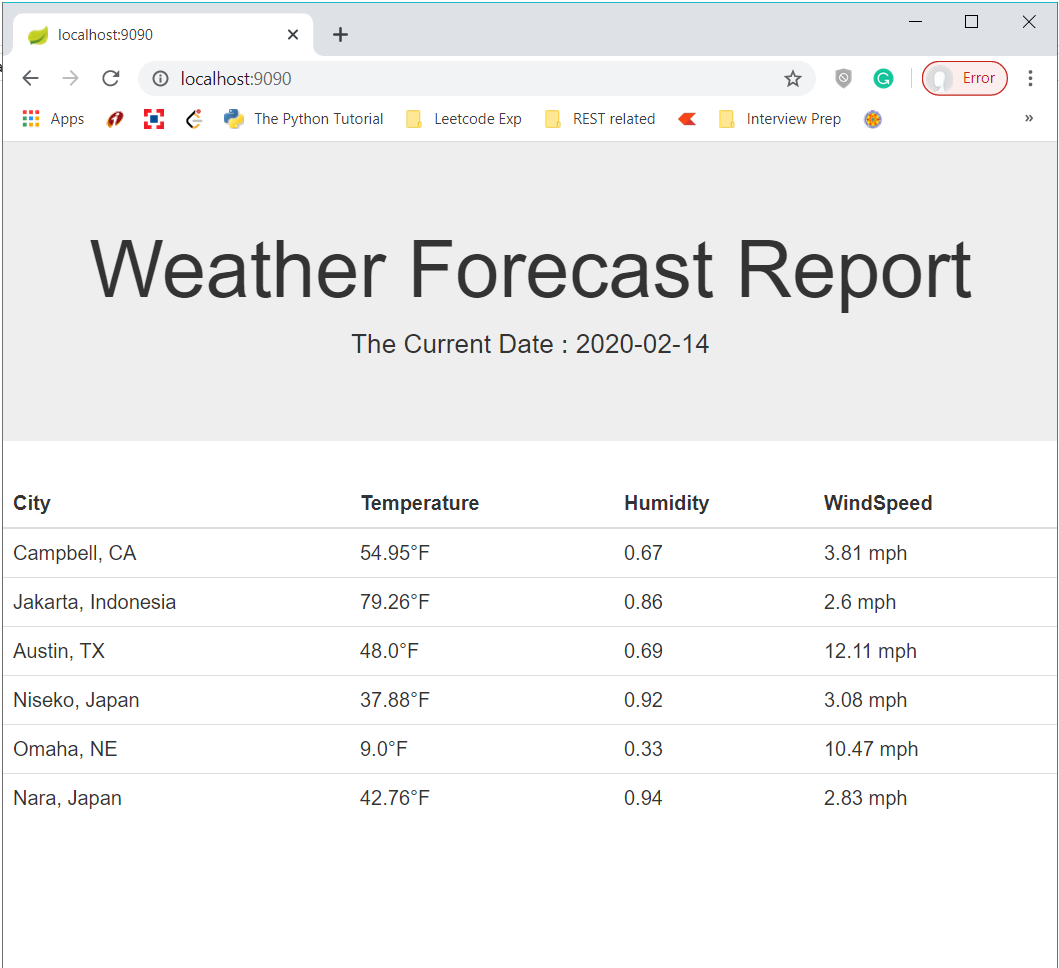 localhost:9090
localhost:9090 Error
Apps The Python Tutorial Leetcode Exp REST related Interview Prep »
Weather Forecast Report
The Current Date : 2020-02-14
City Temperature Humidity WindSpeed
Campbell, CA 54.95°F 0.67 3.81 mph
Jakarta, Indonesia 79.26°F 0.86 2.6 mph
Austin, TX 48.0°F 0.69 12.11 mph
Niseko, Japan 37.88°F 0.92 3.08 mph
Omaha, NE 9.0°F 0.33 10.47 mph
Nara, Japan 42.76°F 0.94 2.83 mph